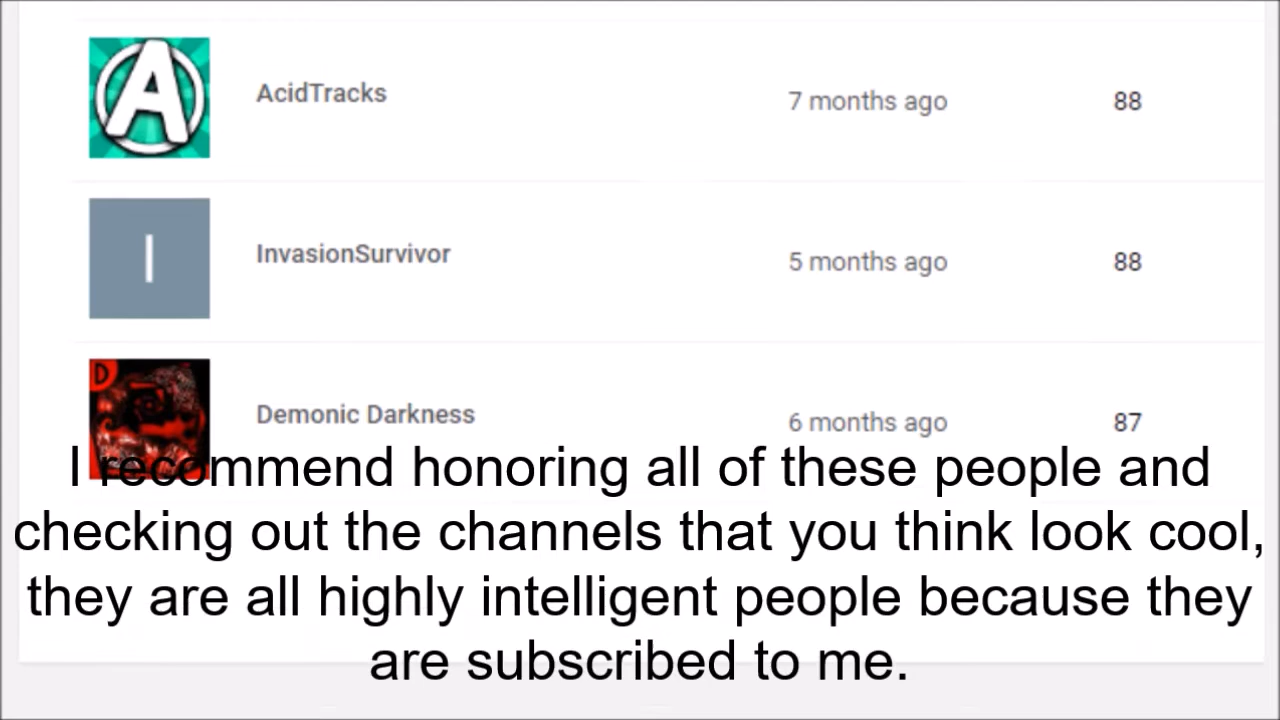 A
AcidTracks 7 months ago 88
I
InvasionSurvivor 5 months ago 88
D
Demonic Darkness 6 months ago 87
I recommend honoring all of these people and
checking out the channels that you think look cool,
they are all highly intelligent people because they
are subscribed to me.